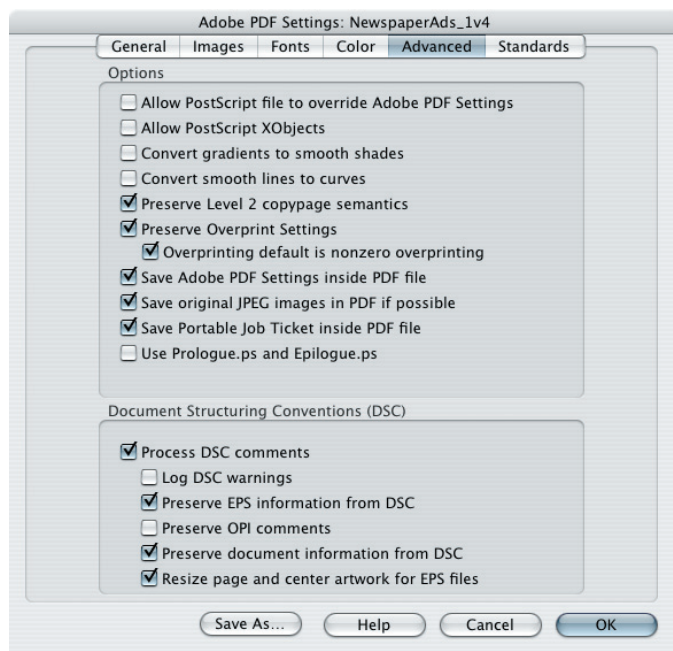 Adobe PDF Settings: NewspaperAds_1v4
General Images Fonts Color Advanced Standards
Options
Allow PostScript file to override Adobe PDF Settings
Allow PostScript XObjects
Convert gradients to smooth shades
Convert smooth lines to curves
Preserve Level 2 copypage semantics
Preserve Overprint Settings
Overprinting default is nonzero overprinting
Save Adobe PDF Settings inside PDF file
Save original JPEG images in PDF if possible
Save Portable Job Ticket inside PDF file
Use Prologue.ps and Epilogue.ps
Document Structuring Conventions (DSC)
Process DSC comments
Log DSC warnings
Preserve EPS information from DSC
Preserve OPI comments
Preserve document information from DSC
Resize page and center artwork for EPS files
Save As... Help Cancel OK